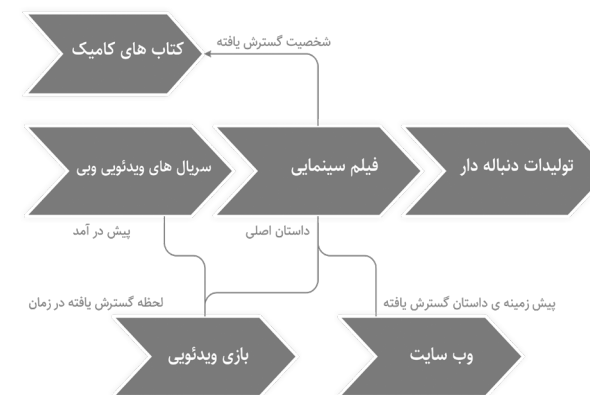 کتاب های کامیک
شخصیت گسترش یافته
تولیدات دنباله دار
فیلم سینمایی
سریال های ویدئویی وبی
داستان اصلی
پیش در آمد
پیش زمینه ی داستان گسترش یافته
لحظه گسترش یافته در زمان
وب سایت
بازی ویدئویی